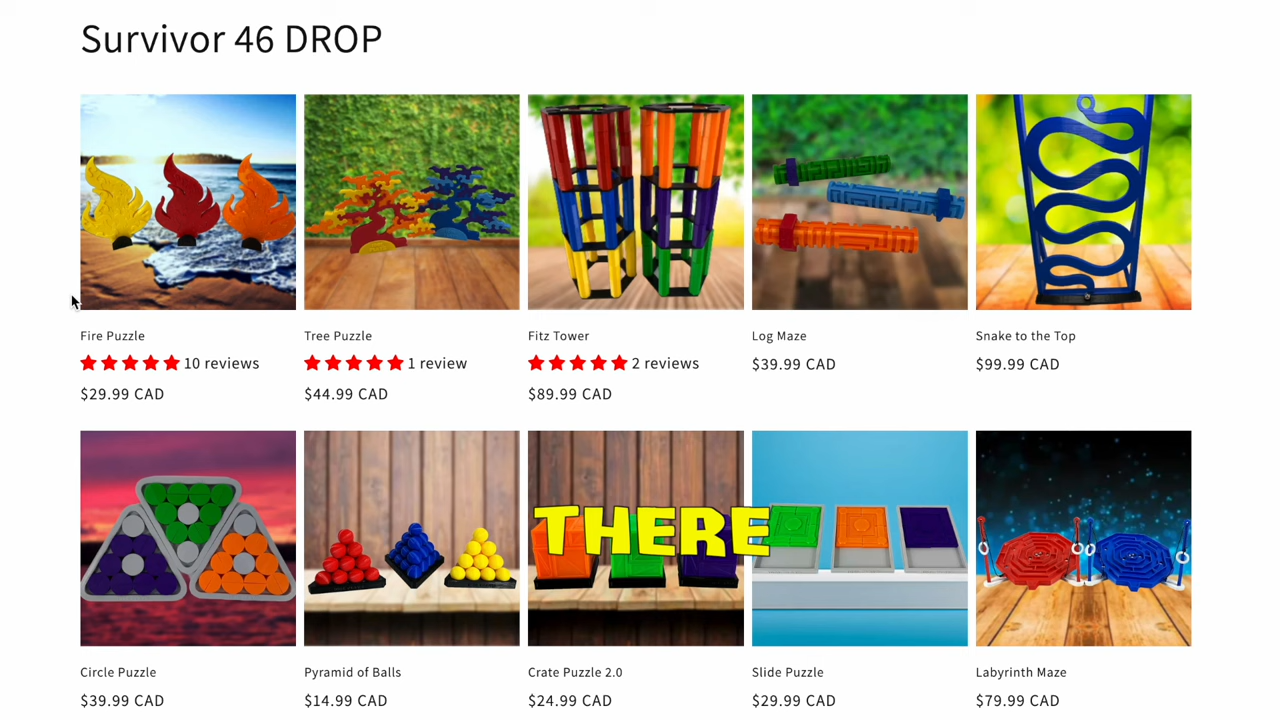 Survivor 46 DROP
Fire Puzzle
10 reviews
$29.99 CAD
Tree Puzzle
1 review
$44.99 CAD
Fitz Tower
2 reviews
$89.99 CAD
Log Maze
$39.99 CAD
Snake to the Top
$99.99 CAD
THERE
Circle Puzzle
$39.99 CAD
Pyramid of Balls
$14.99 CAD
Crate Puzzle 2.0
$24.99 CAD
Slide Puzzle
$29.99 CAD
Labyrinth Maze
$79.99 CAD